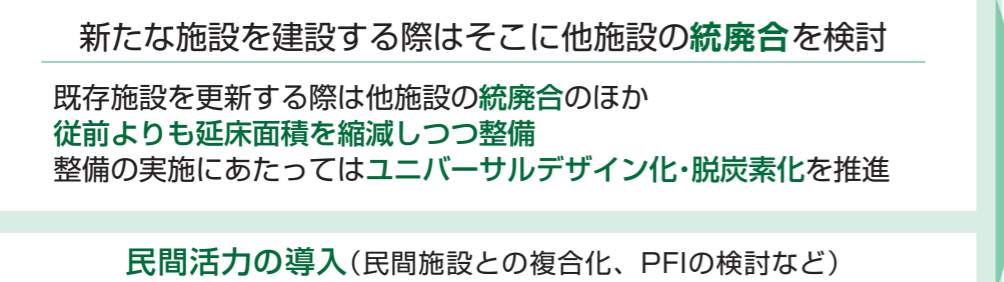 新たな施設を建設する際はそこに他施設の統廃合を検討
既存施設を更新する際は他施設の統廃合のほか
従前よりも延床面積を縮減しつつ整備
整備の実施にあたってはユニバーサルデザイン化・脱炭素化を推進
民間活力の導入（民間施設との複合化、PFIの検討など）